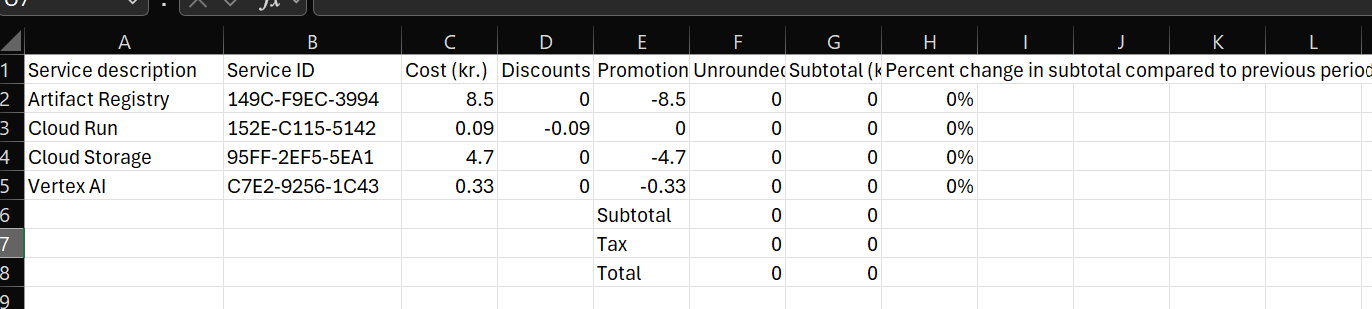 fx
A B C D E F G H I J K L
1 Service description Service ID Cost (kr.) Discounts Promotion Unrounded Subtotal (k Percent change in subtotal compared to previous period
2 Artifact Registry 149C-F9EC-3994 8.5 0 -8.5 0 0 0%
3 Cloud Run 152E-C115-5142 0.09 -0.09 0 0 0 0%
4 Cloud Storage 95FF-2EF5-5EA1 4.7 0 -4.7 0 0 0%
5 Vertex AI C7E2-9256-1C43 0.33 0 -0.33 0 0 0%
6 Subtotal 0 0
7 Tax 0 0
8 Total 0 0
9